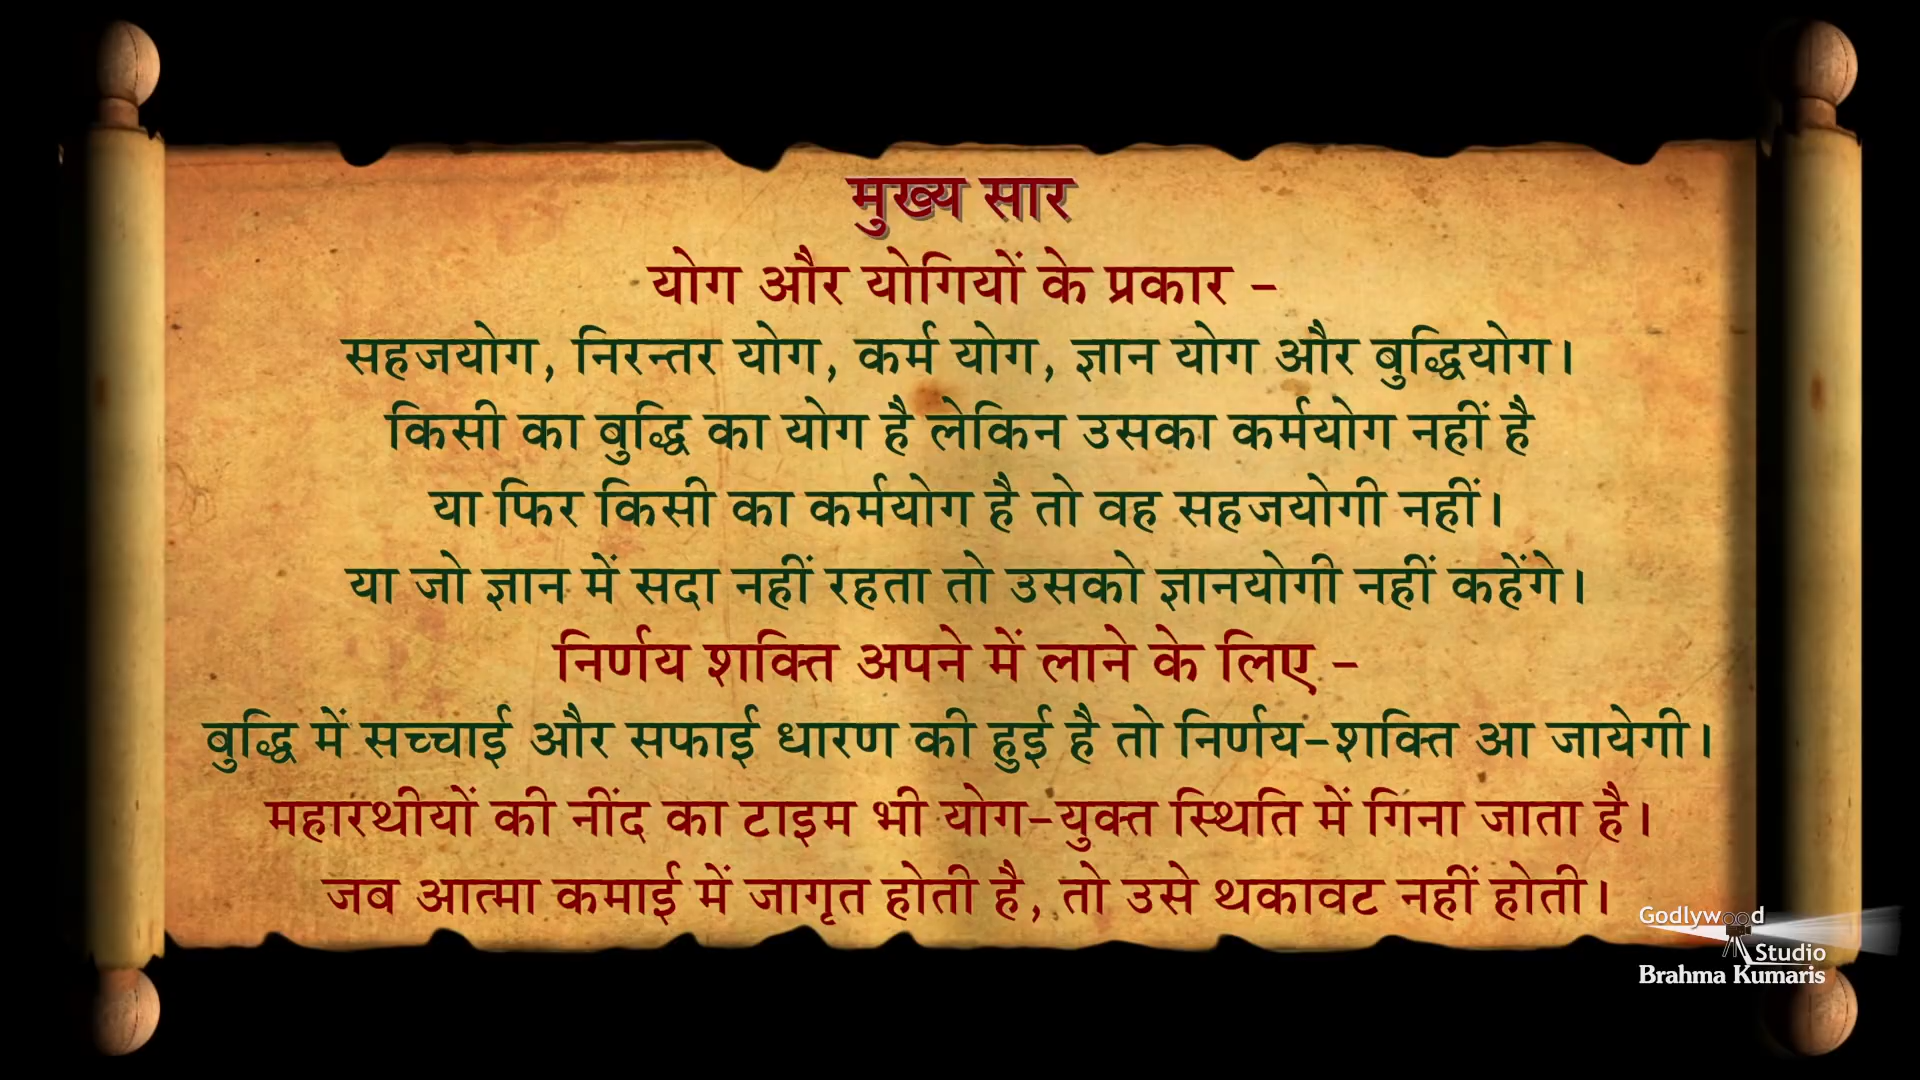 मुख्य सार
योग और योगियों के प्रकार –
सहजयोग, निरन्तर योग, कर्म योग, ज्ञान योग और बुद्धियोग।
किसी का बुद्धि का योग है लेकिन उसका कर्मयोग नहीं है
या फिर किसी का कर्मयोग है तो वह सहजयोगी नहीं।
या जो ज्ञान में सदा नहीं रहता तो उसको ज्ञानयोगी नहीं कहेंगे।
निर्णय शक्ति अपने में लाने के लिए –
बुद्धि में सच्चाई और सफाई धारण की हुई है तो निर्णय–शक्ति आ जायेगी।
महारथीयों की नींद का टाइम भी योग–युक्त स्थिति में गिना जाता है।
जब आत्मा कमाई में जागृत होती है, तो उसे थकावट नहीं होती।
Godlywood
Studio
Brahma Kumaris